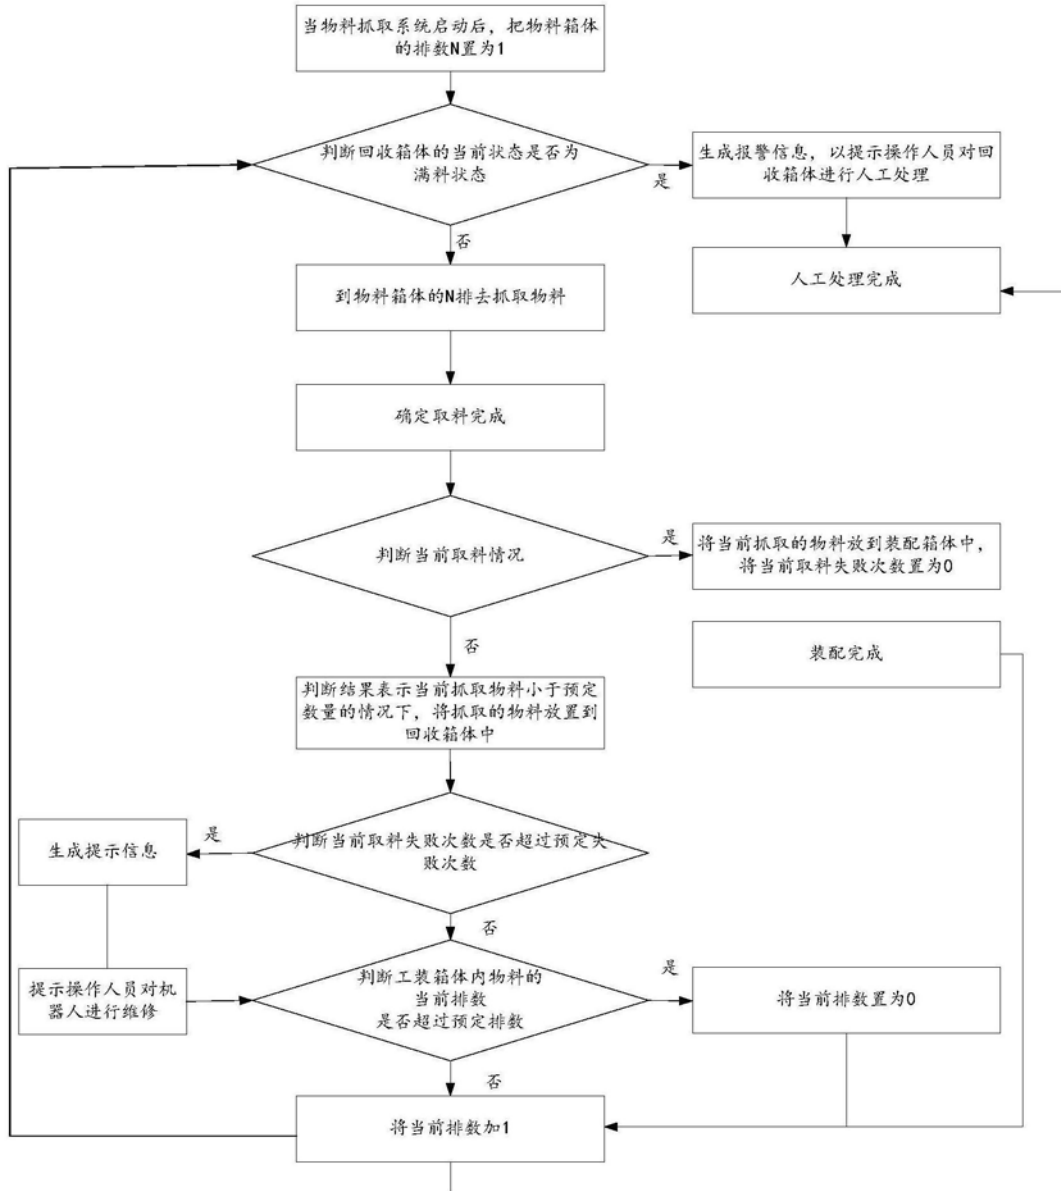 当物料抓取系统启动后，把物料箱体
的排数N置为1
判断回收箱体的当前状态是否为
满料状态
是
生成报警信息，以提示操作人员对回
收箱体进行人工处理
否
人工处理完成
到物料箱体的N排去抓取物料
确定取料完成
判断当前取料情况
是
将当前抓取的物料放到装配箱体中，
将当前取料失败次数置为0
否
装配完成
判断结果表示当前抓取物料小于预定
数量的情况下，将抓取的物料放置到
回收箱体中
判断当前取料失败次数是否超过预定失
败次数
是
生成提示信息
否
提示操作人员对机
器人进行维修
判断工装箱体内物料的
当前排数
是否超过预定排数
是
将当前排数置为0
否
将当前排数加1